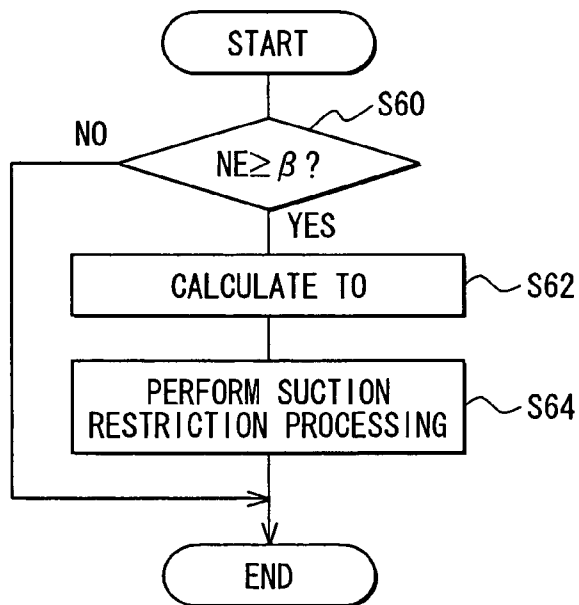 START
S60
NO
NE≥β?
YES
CALCULATE TO
S62
PERFORM SUCTION
RESTRICTION PROCESSING
S64
END